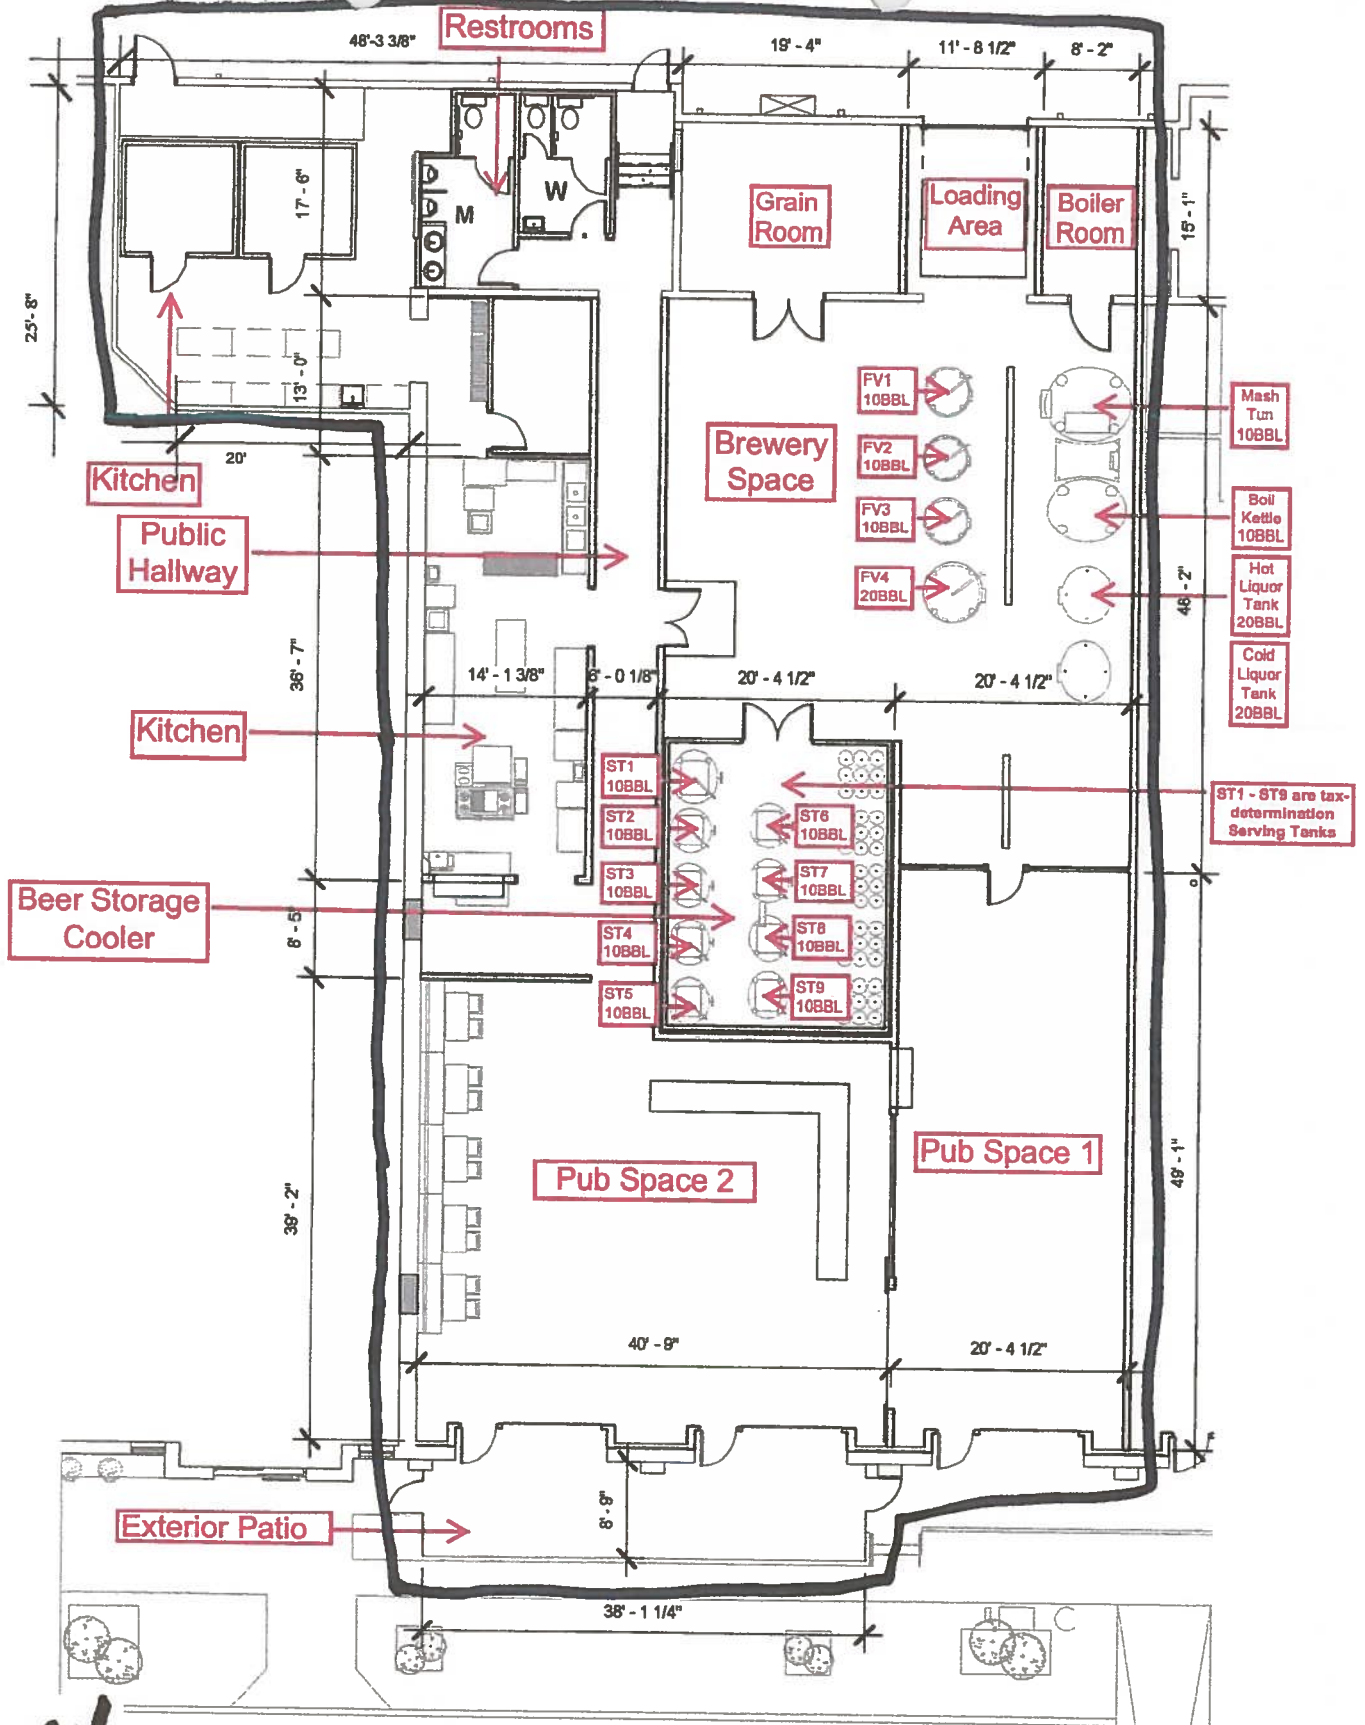 Restrooms
48'-3 3/8"
19' - 4"
11' - 8 1/2"
8' - 2"
17' - 6"
M
W
Grain
Room
Loading
Area
Boiler
Room
15' - 1"
25' - 8"
13' - 0"
20'
Kitchen
Public
Hallway
Brewery
Space
FV1
10BBL
FV2
10BBL
FV3
10BBL
FV4
20BBL
Mash
Tun
10BBL
Boil
Kettle
10BBL
Hot
Liquor
Tank
20BBL
Cold
Liquor
Tank
20BBL
48' - 2"
36' - 7"
14' - 1 3/8"
6' - 0 1/8"
20' - 4 1/2"
20' - 4 1/2"
Kitchen
ST1
10BBL
ST2
10BBL
ST3
10BBL
ST4
10BBL
ST5
10BBL
ST6
10BBL
ST7
10BBL
ST8
10BBL
ST9
10BBL
ST1 - ST9 are tax-
determination
Serving Tanks
Beer Storage
Cooler
8' - 5"
Pub Space 1
Pub Space 2
39' - 2"
49' - 1"
40' - 9"
20' - 4 1/2"
8' - 9"
Exterior Patio
38' - 1 1/4"